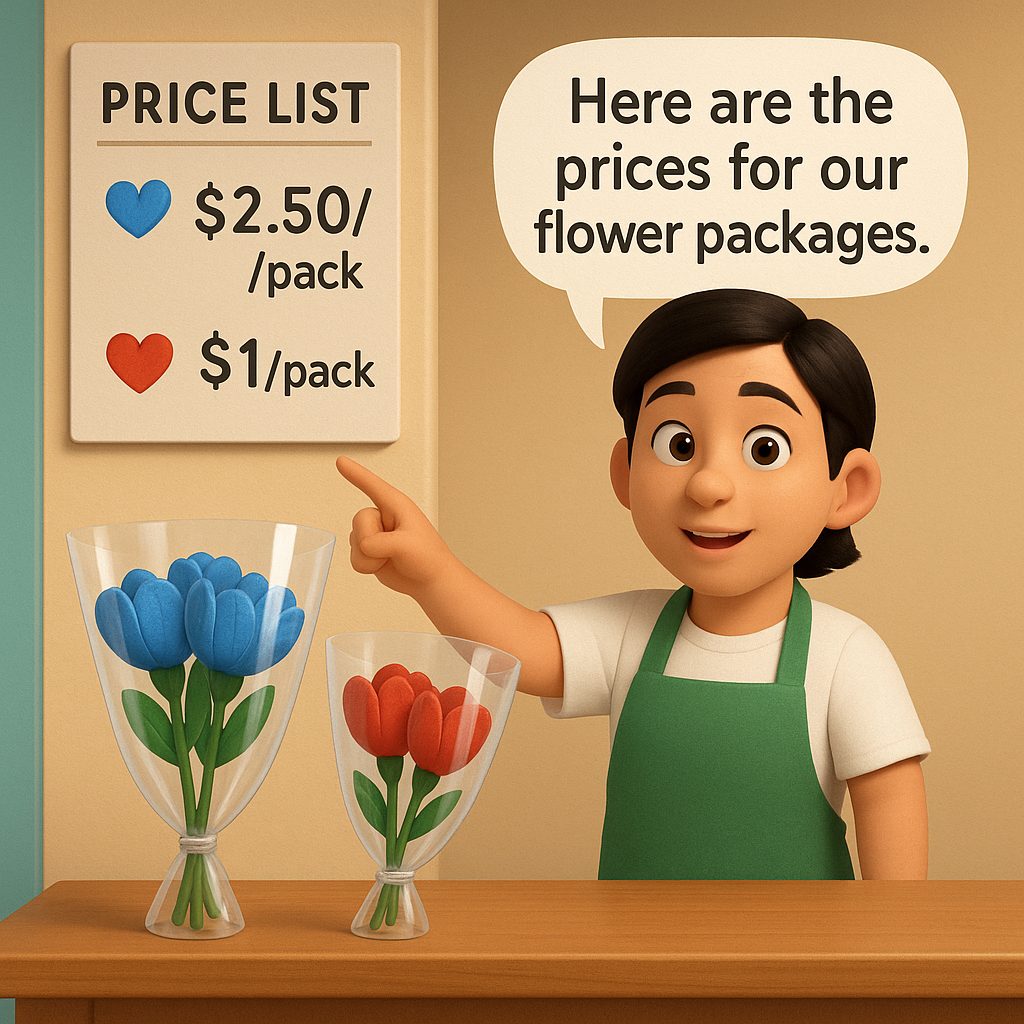 PRICE LIST
$2.50/
/pack
$1/pack
Here are the
prices for our
flower packages.